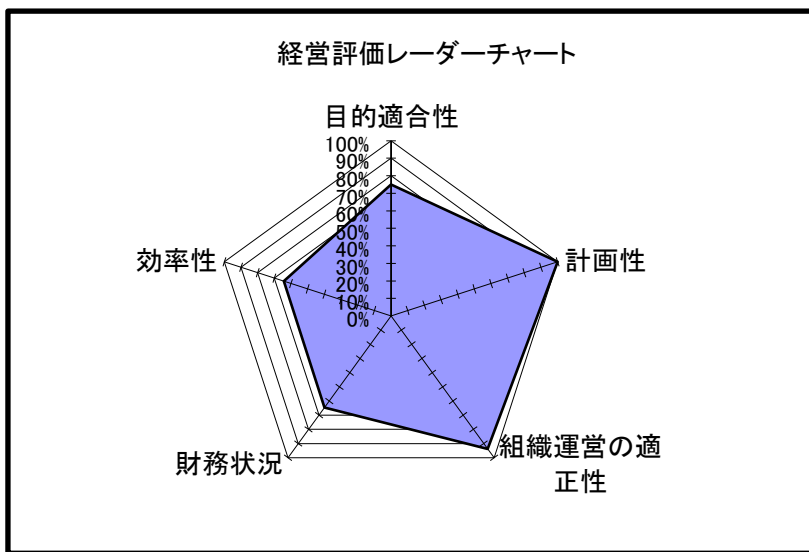 経営評価レーダーチャート
目的適合性
100%
90%
80%
70%
60%
50%
40%
30%
20%
10%
0%
計画性
組織運営の適
正性
財務状況
効率性